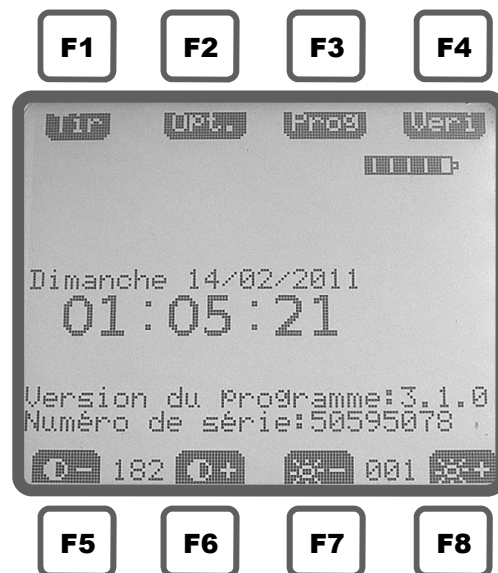 F1 F2 F3 F4
Tir Opt. Prog Veri
Dimanche 14/02/2011
01:05:21
Version du programme:3.1.0
Numéro de série:50595078
- 182 + - 001 +
F5 F6 F7 F8